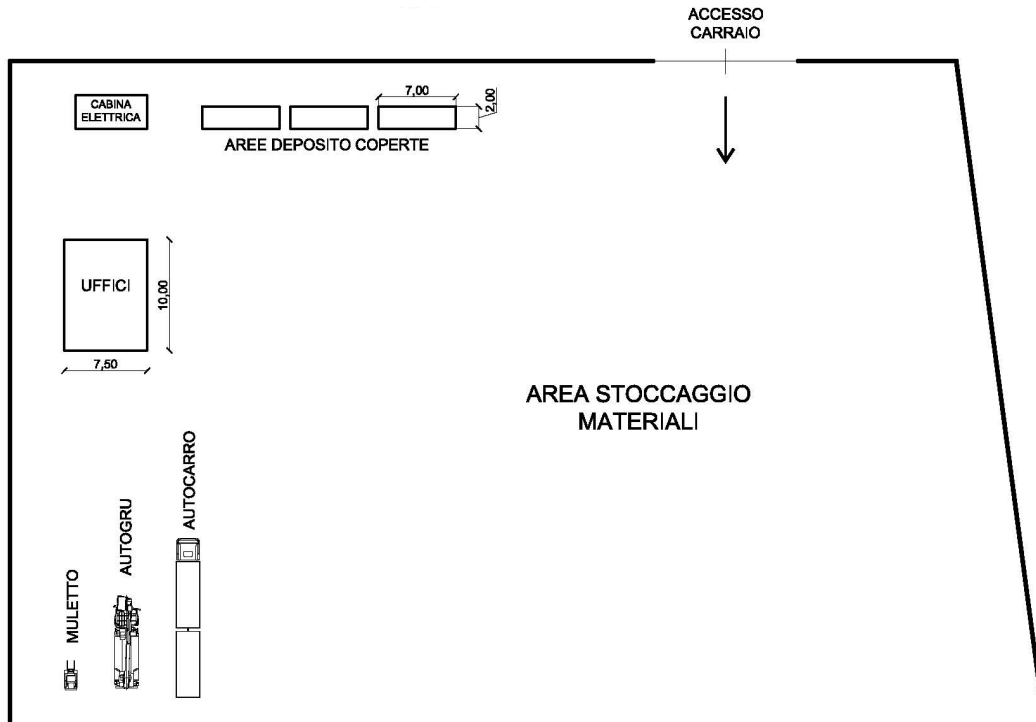 ACCESSO
CARRAIO
CABINA
ELETTRICA
7,00
2,00
AREE DEPOSITO COPERTE
UFFICI
10,00
7,50
AREA STOCCAGGIO
MATERIALI
MULETTO
AUTOGRU
AUTOCARRO